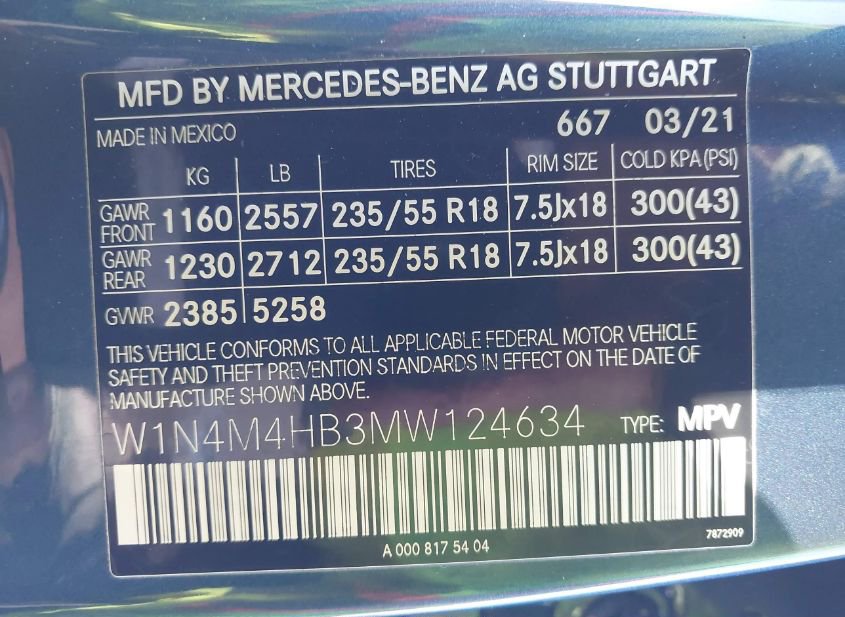 MFD BY MERCEDES-BENZ AG STUTTGART
MADE IN MEXICO 667 03/21
KG LB TIRES RIM SIZE COLD KPA (PSI)
GAWR FRONT 1160 2557 235/55 R18 7.5Jx18 300(43)
GAWR REAR 1230 2712 235/55 R18 7.5Jx18 300(43)
GVWR 2385 5258
THIS VEHICLE CONFORMS TO ALL APPLICABLE FEDERAL MOTOR VEHICLE
SAFETY AND THEFT PREVENTION STANDARDS IN EFFECT ON THE DATE OF
MANUFACTURE SHOWN ABOVE.
W1N4M4HB3MW124634 TYPE: MPV
7872909
A 000 817 54 04